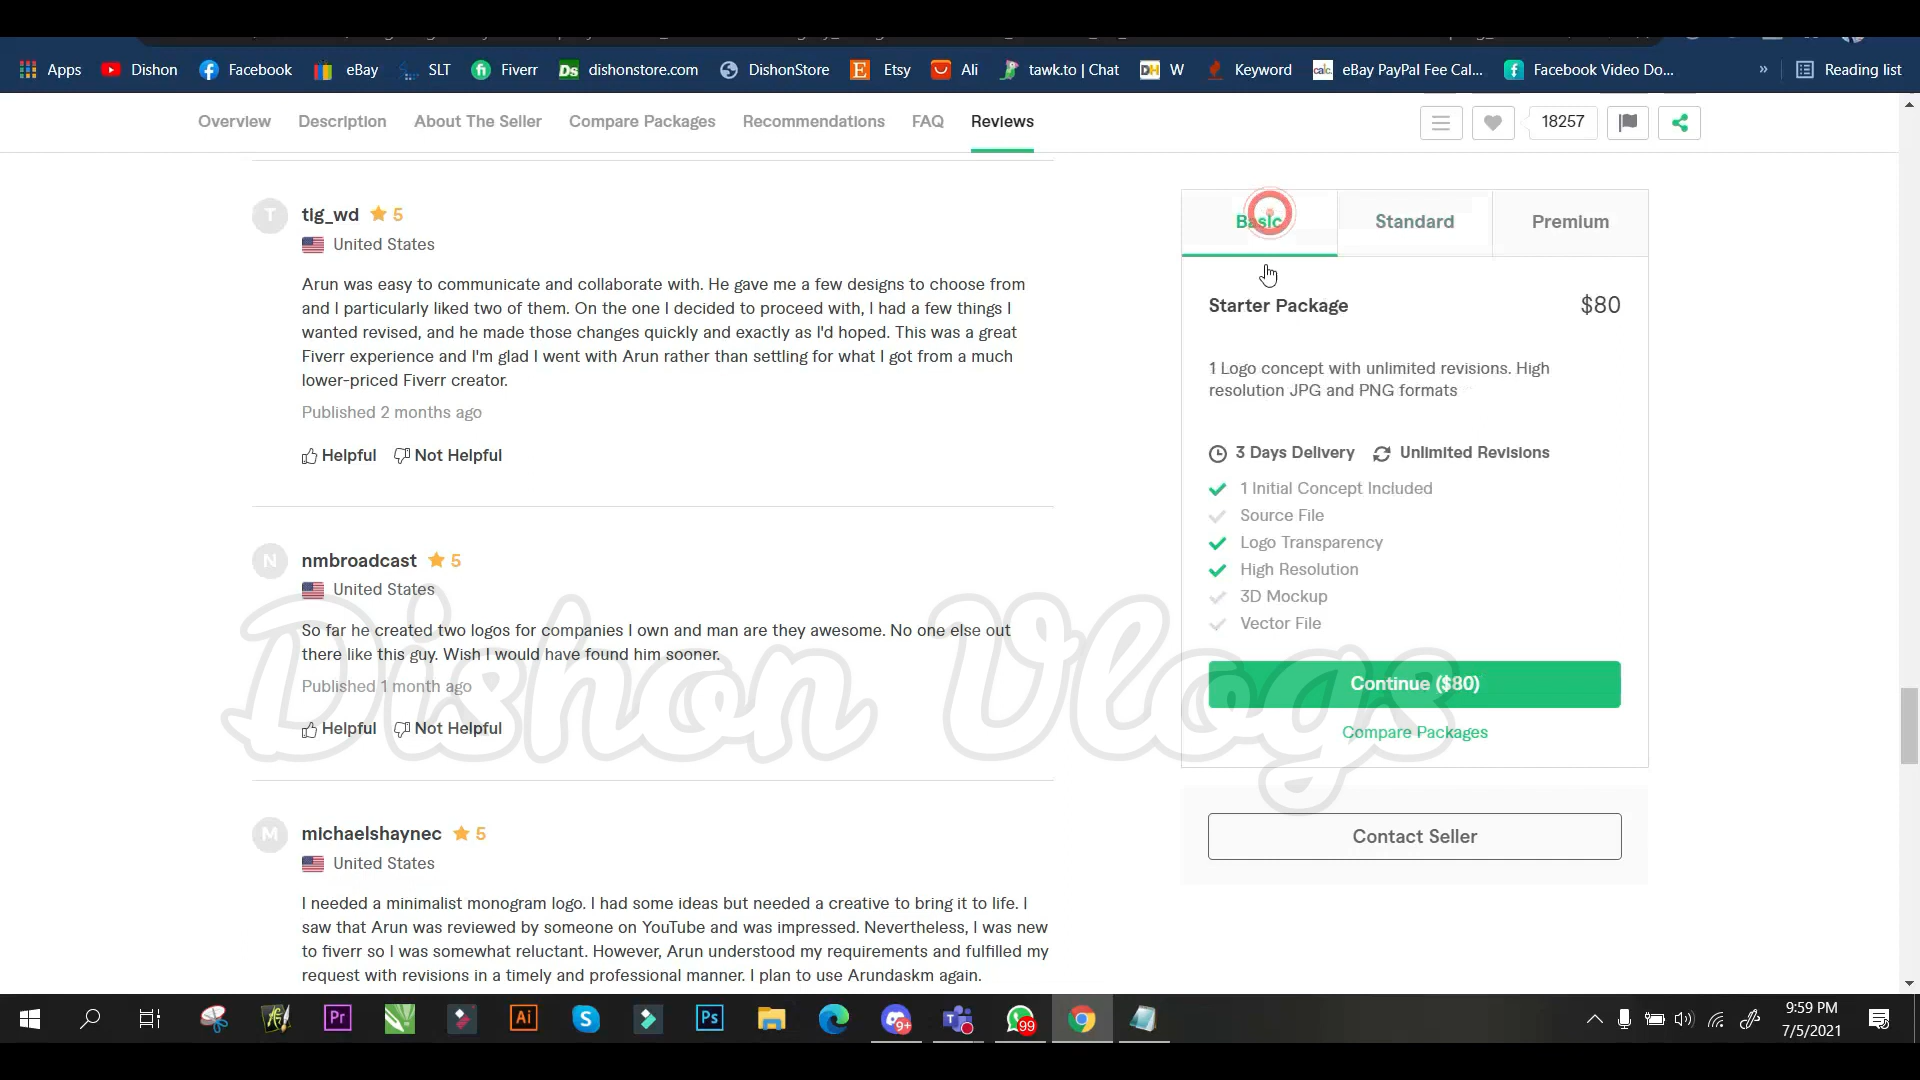 Apps
Dishon
Facebook
eBay
SLT
Fiverr
Ds dishonstore.com
DishonStore
E Etsy
Ali
tawk.to | Chat
DH W
Keyword
calc. eBay PayPal Fee Cal...
Facebook Video Do...
»
Reading list
Overview
Description
About The Seller
Compare Packages
Recommendations
FAQ
Reviews
18257
T
tlg_wd 5
United States
Arun was easy to communicate and collaborate with. He gave me a few designs to choose from
and I particularly liked two of them. On the one I decided to proceed with, I had a few things I
wanted revised, and he made those changes quickly and exactly as I'd hoped. This was a great
Fiverr experience and I'm glad I went with Arun rather than settling for what I got from a much
lower-priced Fiverr creator.
Published 2 months ago
Helpful Not Helpful
N
nmbroadcast 5
United States
So far he created two logos for companies I own and man are they awesome. No one else out
there like this guy. Wish I would have found him sooner.
Published 1 month ago
Helpful Not Helpful
M
michaelshaynec 5
United States
I needed a minimalist monogram logo. I had some ideas but needed a creative to bring it to life. I
saw that Arun was reviewed by someone on YouTube and was impressed. Nevertheless, I was new
to fiverr so I was somewhat reluctant. However, Arun understood my requirements and fulfilled my
request with revisions in a timely and professional manner. I plan to use Arundaskm again.
Basic
Standard
Premium
Starter Package $80
1 Logo concept with unlimited revisions. High
resolution JPG and PNG formats
3 Days Delivery Unlimited Revisions
1 Initial Concept Included
Source File
Logo Transparency
High Resolution
3D Mockup
Vector File
Continue ($80)
Compare Packages
Contact Seller
Dishon Vlogs
Pr
Ai
S
Ps
9+
T
99
9:59 PM
7/5/2021